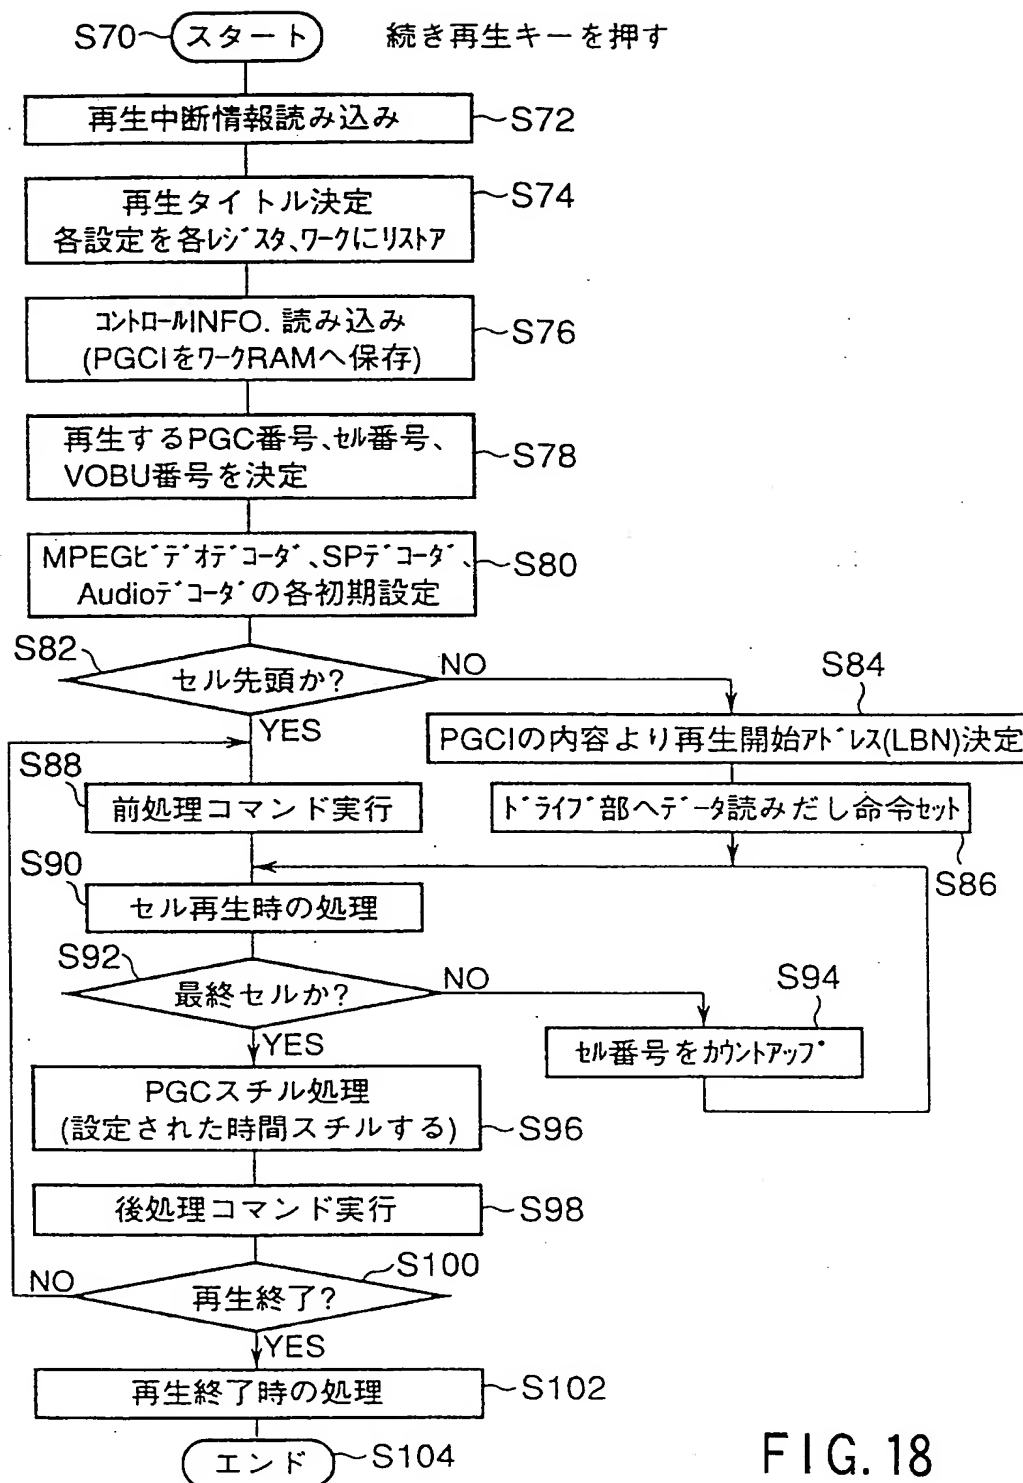 S70 スタート 続き再生キーを押す
再生中断情報読み込み S72
再生タイトル決定 S74
各設定を各ﾚｼﾞｽﾀ、ﾜｰｸにﾘｽﾄｱ
ｺﾝﾄﾛｰﾙINFO. 読み込み S76
(PGCIをﾜｰｸRAMへ保存)
再生するPGC番号、ｾﾙ番号、 S78
VOBU番号を決定
MPEGﾋﾞﾃﾞｵﾃﾞｺｰﾀﾞ、SPﾃﾞｺｰﾀﾞ、 S80
Audioﾃﾞｺｰﾀﾞの各初期設定
S82 セル先頭か? NO S84
YES
PGCIの内容より再生開始ｱﾄﾞﾚｽ(LBN)決定
S88 前処理コマンド実行
ﾄﾞﾗｲﾌﾞ部へﾃﾞｰﾀ読みだし命令ｾｯﾄ S86
S90 セル再生時の処理
S92 最終セルか? NO S94
YES
ｾﾙ番号をｶｳﾝﾄｱｯﾌﾟ
PGCスチル処理
(設定された時間スチルする) S96
後処理コマンド実行 S98
S100 再生終了? NO
YES
再生終了時の処理 S102
エンド S104
FIG. 18